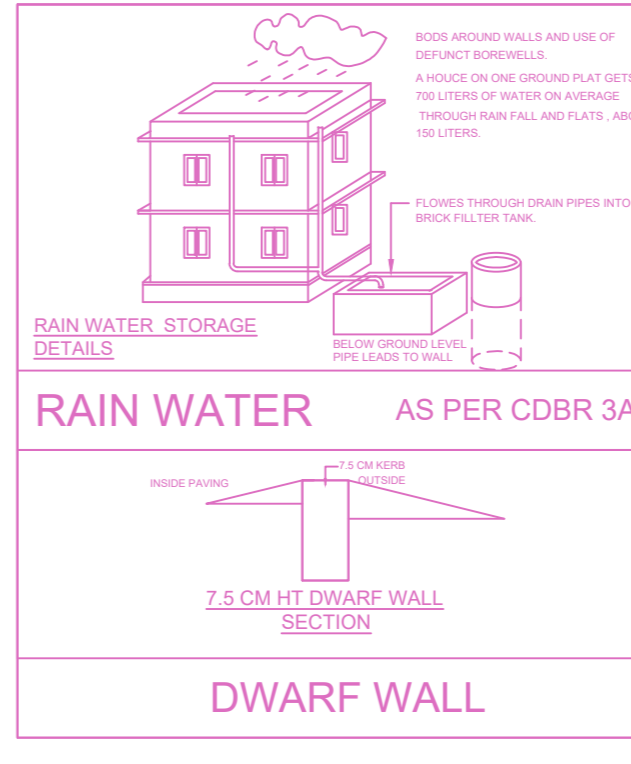 BODS AROUND WALLS AND USE OF
DEFUNCT BOREWELLS.
A HOUCE ON ONE GROUND PLAT GETS
700 LITERS OF WATER ON AVERAGE
THROUGH RAIN FALL AND FLATS , ABO
150 LITERS.
FLOWES THROUGH DRAIN PIPES INTO
BRICK FILLTER TANK.
RAIN WATER STORAGE
DETAILS
BELOW GROUND LEVEL
PIPE LEADS TO WALL
RAIN WATER
AS PER CDBR 3A
7.5 CM KERB
INSIDE PAVING
OUTSIDE
7.5 CM HT DWARF WALL
SECTION
DWARF WALL